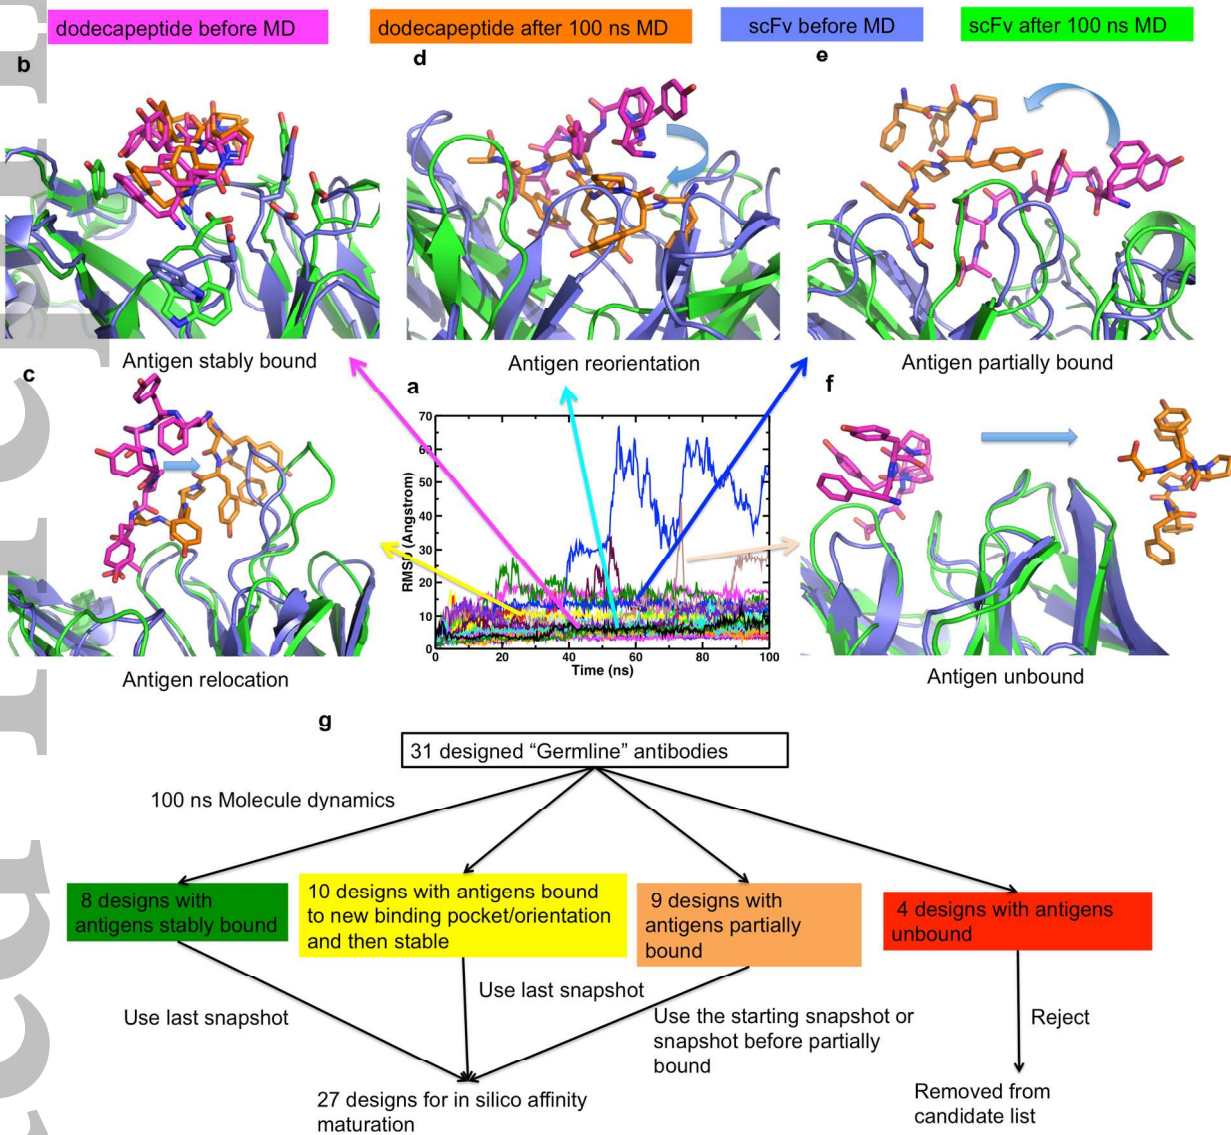 dodecapeptide before MD
dodecapeptide after 100 ns MD
scFv before MD
scFv after 100 ns MD
b
d
e
Antigen stably bound
Antigen reorientation
Antigen partially bound
c
a
f
RMSD (Angstrom)
70
60
50
40
30
20
10
0
0 20 40 60 80 100
Time (ns)
Antigen relocation
Antigen unbound
g
31 designed “Germline” antibodies
100 ns Molecule dynamics
8 designs with
antigens stably bound
10 designs with antigens bound
to new binding pocket/orientation
and then stable
9 designs with
antigens partially
bound
4 designs with antigens
unbound
Use last snapshot
Use last snapshot
Use the starting snapshot or
snapshot before partially
bound
Reject
27 designs for in silico affinity
maturation
Removed from
candidate list